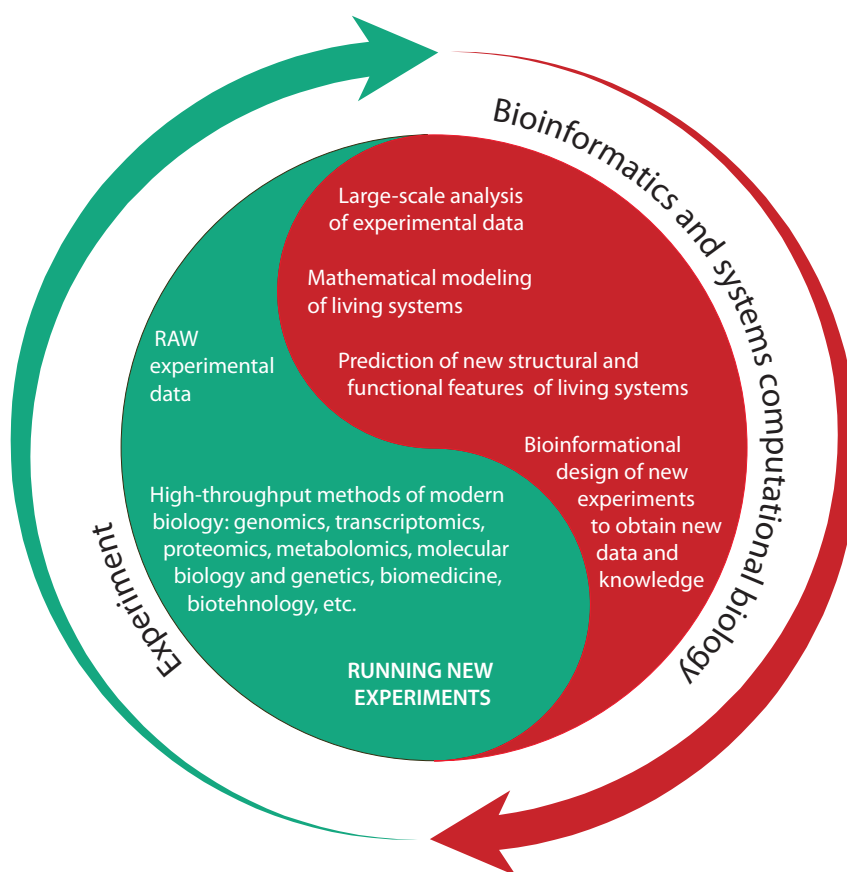 Bioinformatics and systems computational biology
Large-scale analysis
of experimental data
Mathematical modeling
of living systems
Prediction of new structural and
functional features of living systems
Bioinformational
design of new
experiments
to obtain new
data and
knowledge
RAW
experimental
data
High-throughput methods of modern
biology: genomics, transcriptomics,
proteomics, metabolomics, molecular
biology and genetics, biomedicine,
biotehnology, etc.
RUNNING NEW
EXPERIMENTS
Experiment